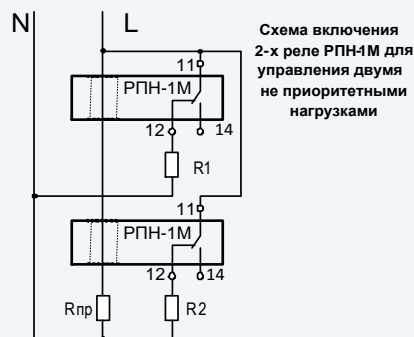 N
L
Схема включения
2-х реле РПН-1М для
управления двумя
не приоритетными
нагрузками
11
РПН-1М
12
14
R1
11
РПН-1М
12
14
Rпр
R2